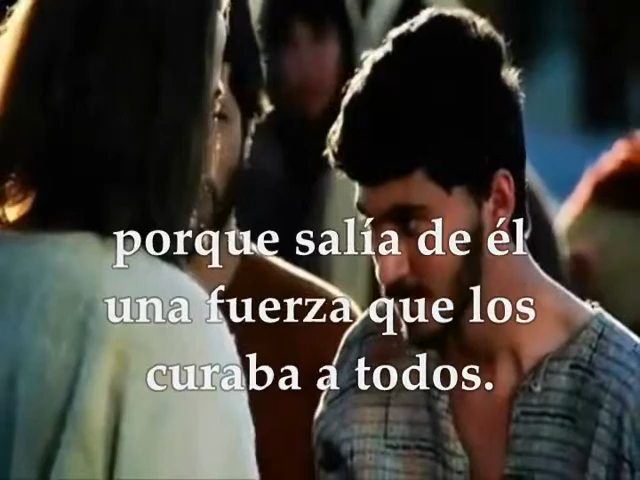 porque salía de él
una fuerza que los
curaba a todos.